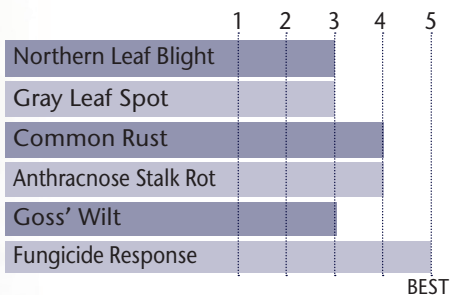 1 2 3 4 5
Northern Leaf Blight
Gray Leaf Spot
Common Rust
Anthracnose Stalk Rot
Goss' Wilt
Fungicide Response
BEST